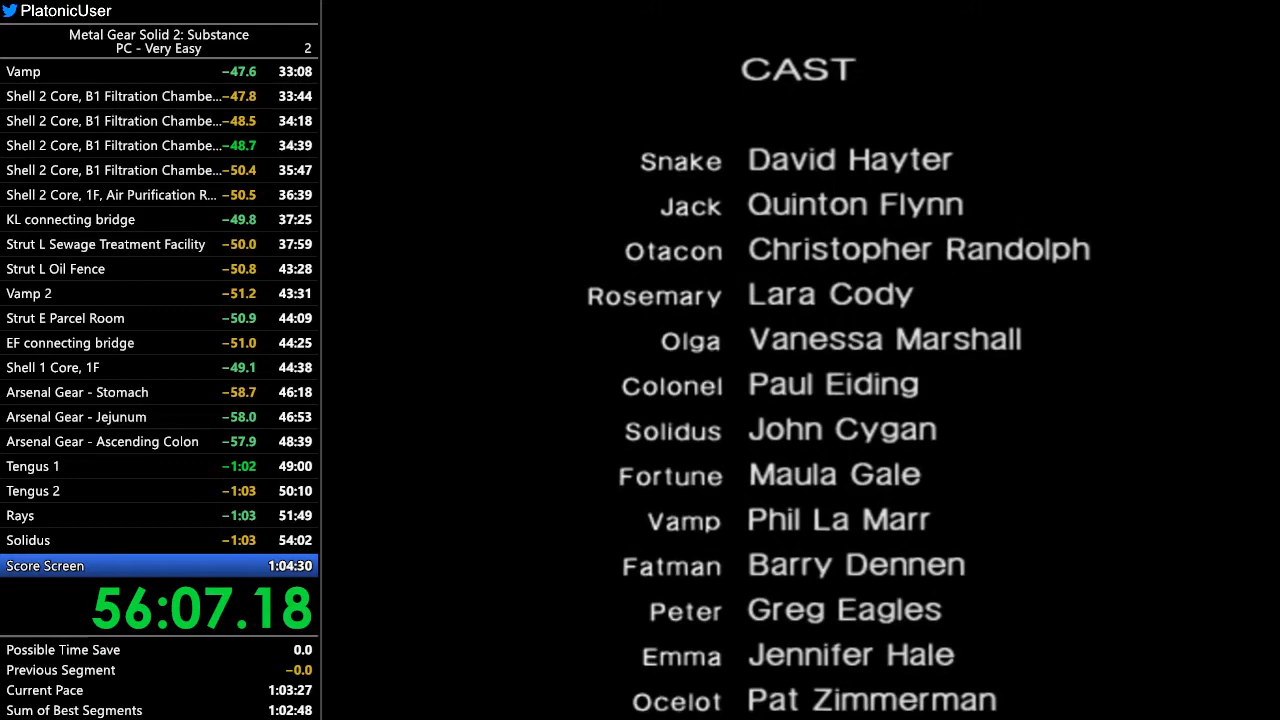 PlatonicUser
Metal Gear Solid 2: Substance
PC - Very Easy 2
Vamp -47.6 33:08
Shell 2 Core, B1 Filtration Chambe... -47.8 33:44
Shell 2 Core, B1 Filtration Chambe... -48.5 34:18
Shell 2 Core, B1 Filtration Chambe... -48.7 34:39
Shell 2 Core, B1 Filtration Chambe... -50.4 35:47
Shell 2 Core, 1F, Air Purification R... -50.5 36:39
KL connecting bridge -49.8 37:25
Strut L Sewage Treatment Facility -50.0 37:59
Strut L Oil Fence -50.8 43:28
Vamp 2 -51.2 43:31
Strut E Parcel Room -50.9 44:09
EF connecting bridge -51.0 44:25
Shell 1 Core, 1F -49.1 44:38
Arsenal Gear - Stomach -58.7 46:18
Arsenal Gear - Jejunum -58.0 46:53
Arsenal Gear - Ascending Colon -57.9 48:39
Tengus 1 -1:02 49:00
Tengus 2 -1:03 50:10
Rays -1:03 51:49
Solidus -1:03 54:02
Score Screen 1:04:30
56:07.18
Possible Time Save 0.0
Previous Segment -0.0
Current Pace 1:03:27
Sum of Best Segments 1:02:48
CAST
Snake David Hayter
Jack Quinton Flynn
Otacon Christopher Randolph
Rosemary Lara Cody
Olga Vanessa Marshall
Colonel Paul Eiding
Solidus John Cygan
Fortune Maula Gale
Vamp Phil La Marr
Fatman Barry Dennen
Peter Greg Eagles
Emma Jennifer Hale
Ocelot Pat Zimmerman